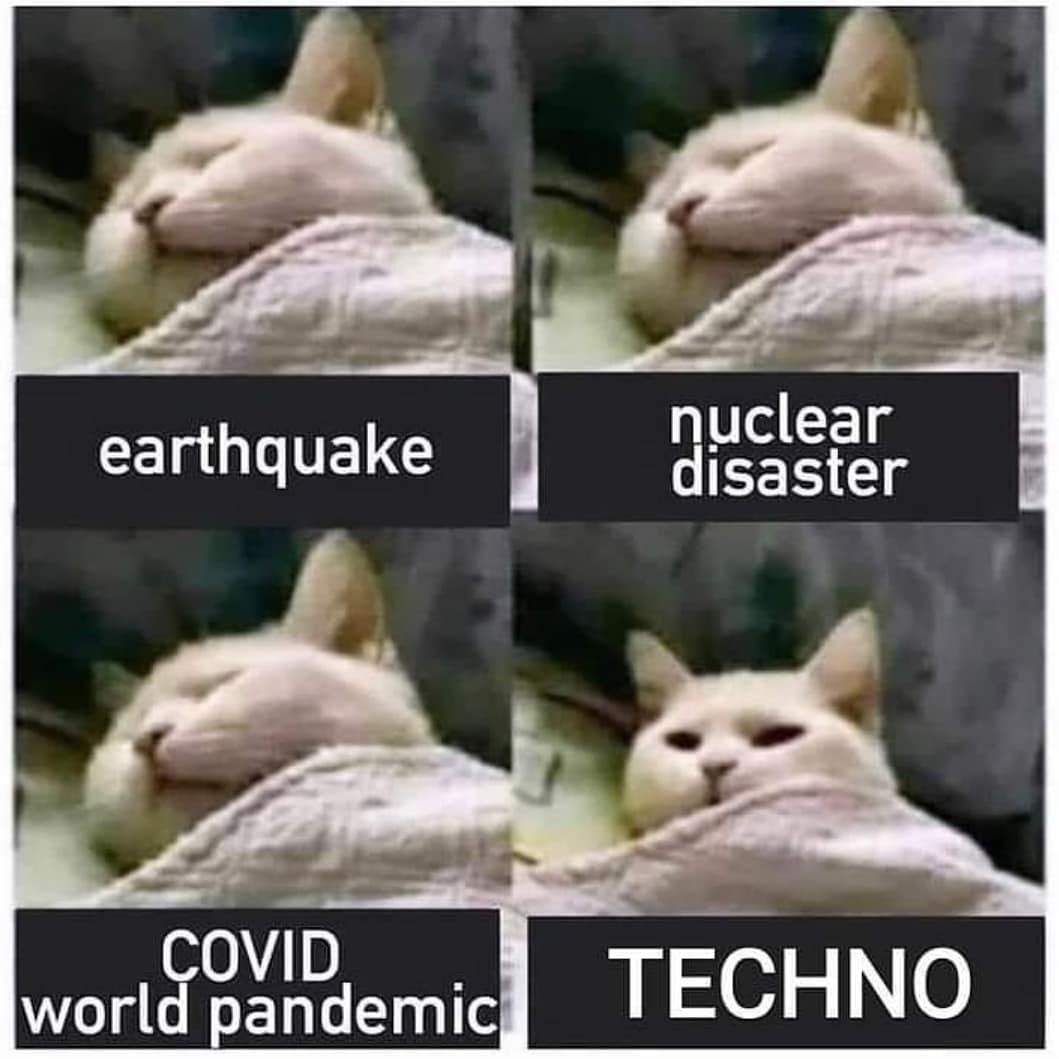 earthquake
nuclear
disaster
COVID
world pandemic
TECHNO